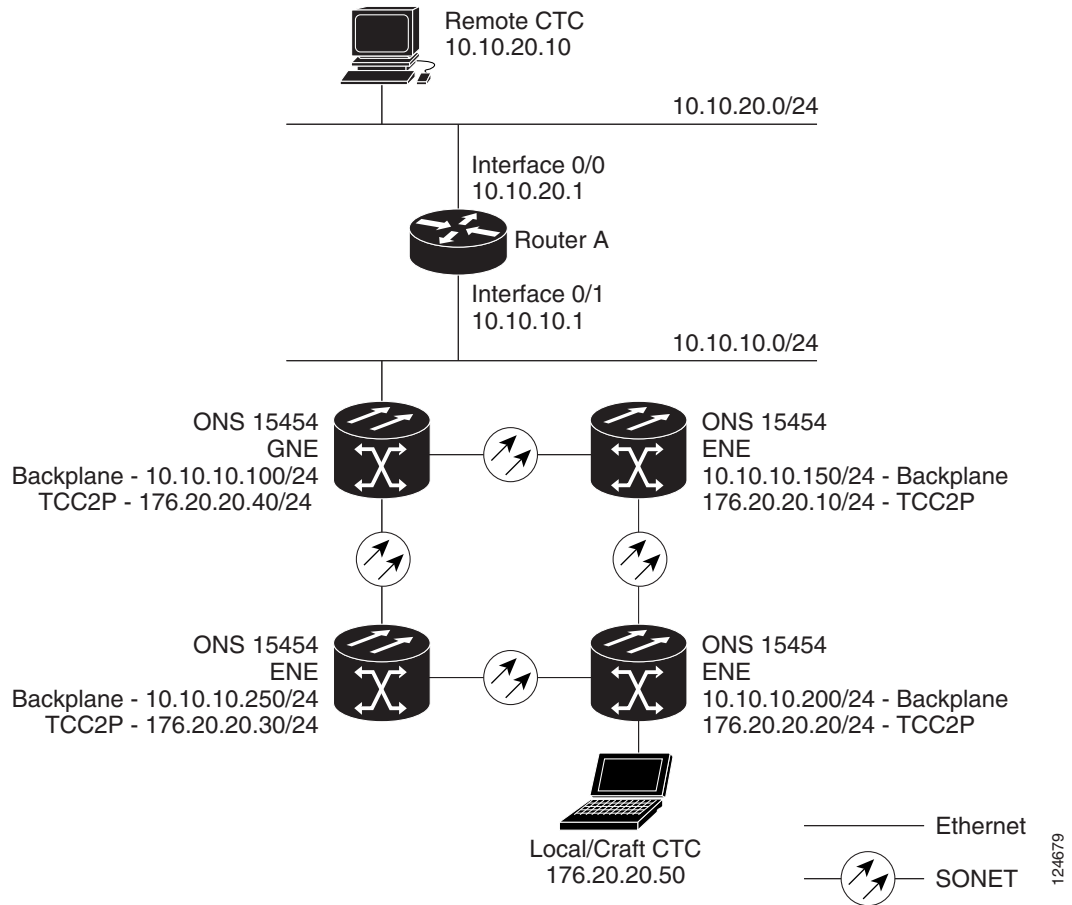 Remote CTC
10.10.20.10
10.10.20.0/24
Interface 0/0
10.10.20.1
Router A
Interface 0/1
10.10.10.1
10.10.10.0/24
ONS 15454
GNE
Backplane - 10.10.10.100/24
TCC2P - 176.20.20.40/24
ONS 15454
ENE
10.10.10.150/24 - Backplane
176.20.20.10/24 - TCC2P
ONS 15454
ENE
Backplane - 10.10.10.250/24
TCC2P - 176.20.20.30/24
ONS 15454
ENE
10.10.10.200/24 - Backplane
176.20.20.20/24 - TCC2P
Local/Craft CTC
176.20.20.50
Ethernet
SONET
124679